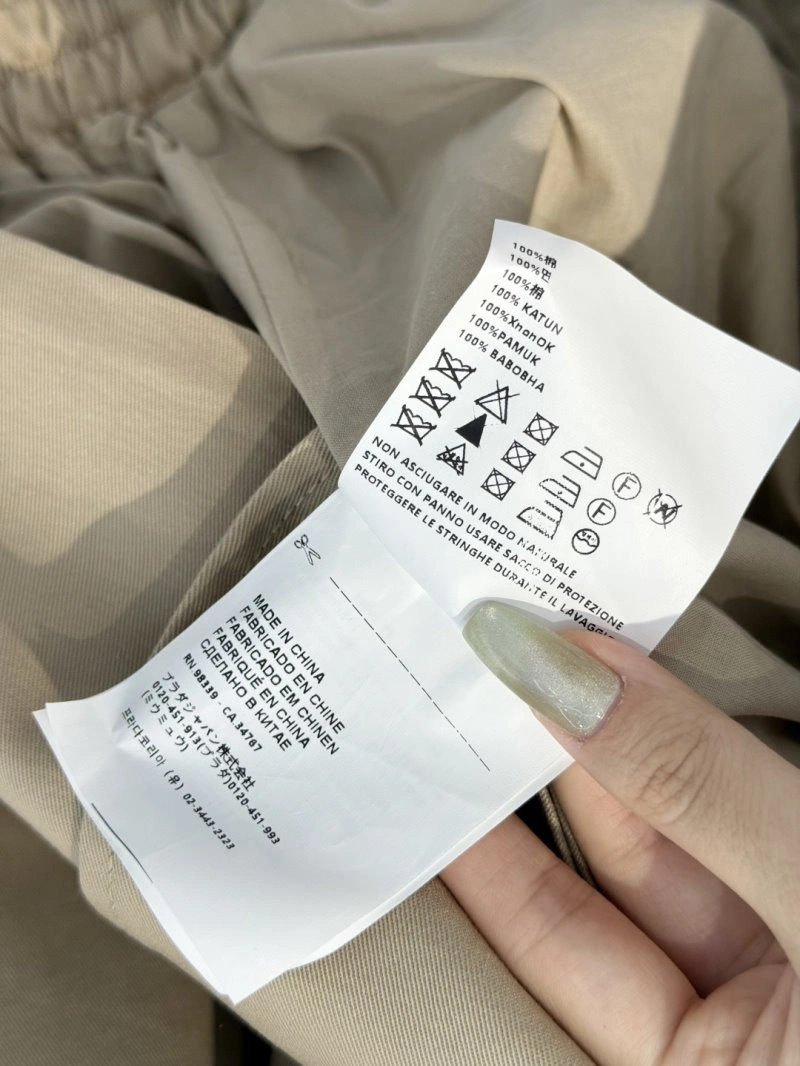 100%棉
100%면
100%棉
100% KATUN
100%XnonOK
100%PAMUK
100% BABOBHA
NON ASCIUGARE IN MODO NATURALE
STIRO CON PANNO USARE SACCO DI PROTEZIONE
PROTEGGERE LE STRINGHE DURANTE IL LAVAGGIO
F
F
W
MADE IN CHINA
FABRICADO EN CHINE
FABRICADO EM CHINEN
FABRIQUÉ EN CHINA
СДЕЛАНО В КИТАЕ
RN 98339 - CA 34787
プラダジャパン株式会社
0120-451-913(プラダ)0120-451-993
(ミウミュウ)
프라다코리아 (유) 02-3443-2323